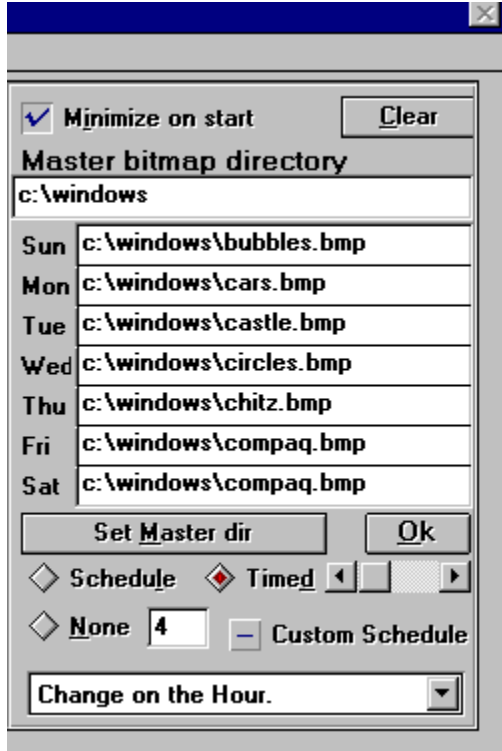 Minimize on start Clear
Master bitmap directory
c:\windows
Sun c:\windows\bubbles.bmp
Mon c:\windows\cars.bmp
Tue c:\windows\castle.bmp
Wed c:\windows\circles.bmp
Thu c:\windows\chitz.bmp
Fri c:\windows\compaq.bmp
Sat c:\windows\compaq.bmp
Set Master dir Ok
Schedule Timed
None 4 Custom Schedule
Change on the Hour.